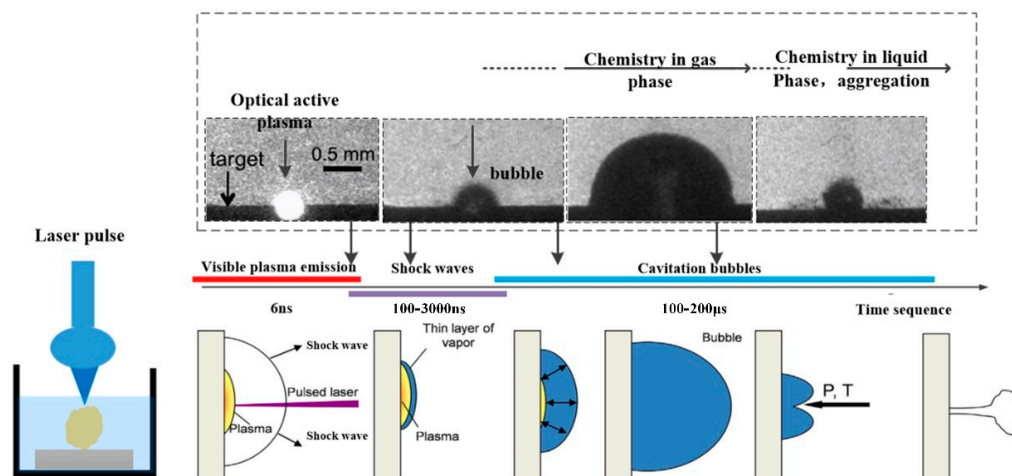 Chemistry in gas
phase
Chemistry in liquid
Phase，aggregation
Optical active
plasma
target
0.5 mm
bubble
Laser pulse
Visible plasma emission
Shock waves
Cavitation bubbles
6ns
100-3000ns
100-200μs
Time sequence
Shock wave
Pulsed laser
Plasma
Shock wave
Thin layer of
vapor
Plasma
Bubble
P, T